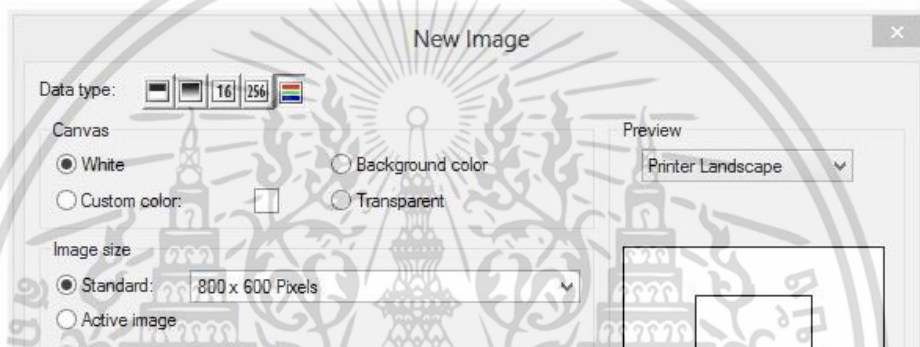 New Image
Data type: 16 256
Canvas Preview
White Background color Printer Landscape
Custom color: Transparent
Image size
Standard: 800 x 600 Pixels
Active image